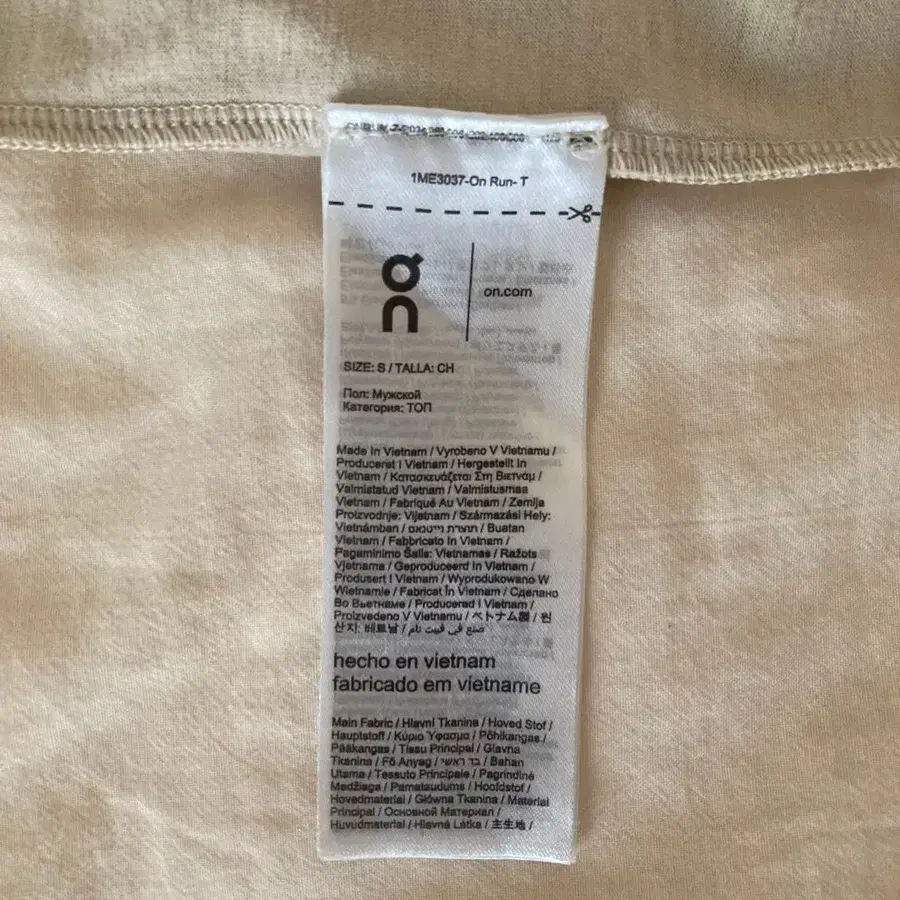 1ME3037-On Run- T
on.com
SIZE: S / TALLA: CH
Пол: Мужской
Категория: ТОП
Made In Vietnam / Vyrobeno V Vietnamu /
Produceret I Vietnam / Hergestellt In
Vietnam / Κατασκευάζεται Στη Βιετνάμ /
Valmistatud Vietnam / Valmistusmaa
Vietnam / Fabriqué Au Vietnam / Zemlja
Proizvodnje: Vijetnam / Származási Hely:
Vietnámban / תוצרת וייטנאם / Buatan
Vietnam / Fabbricato In Vietnam /
Pagaminimo Šalis: Vietnamas / Ražots
Vjetnama / Geproduceerd In Vietnam /
Produsert I Vietnam / Wyprodukowano W
Wietnamie / Fabricat În Vietnam / Сделано
Во Вьетнаме / Producerad I Vietnam /
Proizvedeno V Vietnamu / ベトナム製 / 원
산지: 베트남 / صنع في فيت نام
hecho en vietnam
fabricado em vietname
Main Fabric / Hlavní Tkanina / Hoved Stof /
Hauptstoff / Κύριο Ύφασμα / Põhikangas /
Pääkangas / Tissu Principal / Glavna
Tkanina / Fő Anyag / בד ראשי / Bahan
Utama / Tessuto Principale / Pagrindinė
Medžiaga / Pamataudums / Hoofdstof /
Hovedmaterial / Główna Tkanina / Material
Principal / Основной Материал /
Huvudmaterial / Hlavná Látka / 主生地 /